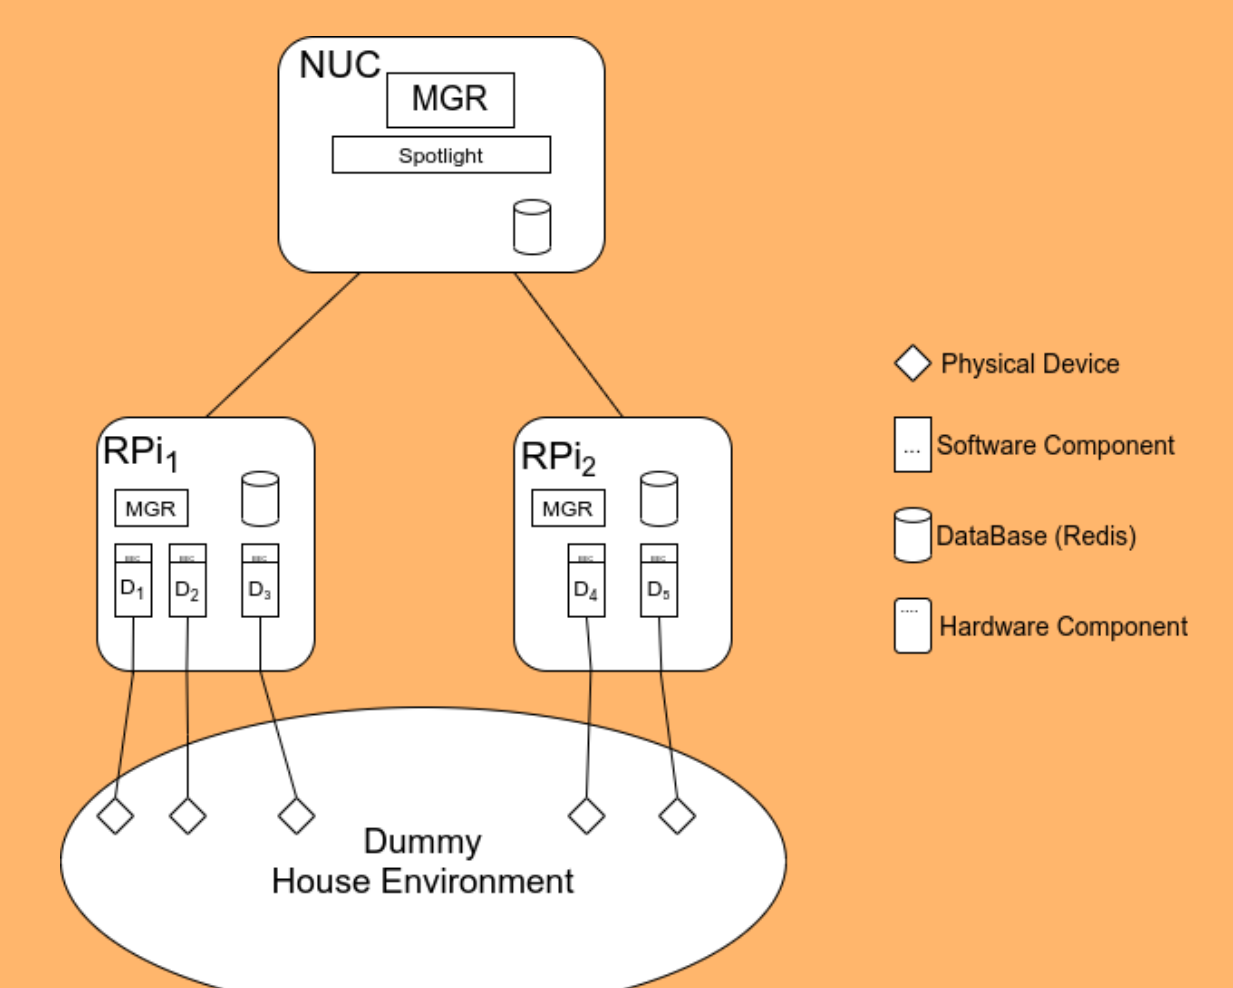 NUC
MGR
Spotlight
Physical Device
RPi₁
RPi₂
... Software Component
MGR
MGR
DataBase (Redis)
D₁ D₂ D₃
D₄ D₅
.... Hardware Component
Dummy
House Environment